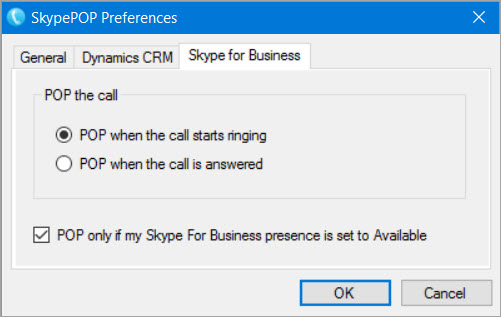 SkypePOP Preferences
General Dynamics CRM Skype for Business
POP the call
POP when the call starts ringing
POP when the call is answered
POP only if my Skype For Business presence is set to Available
OK Cancel